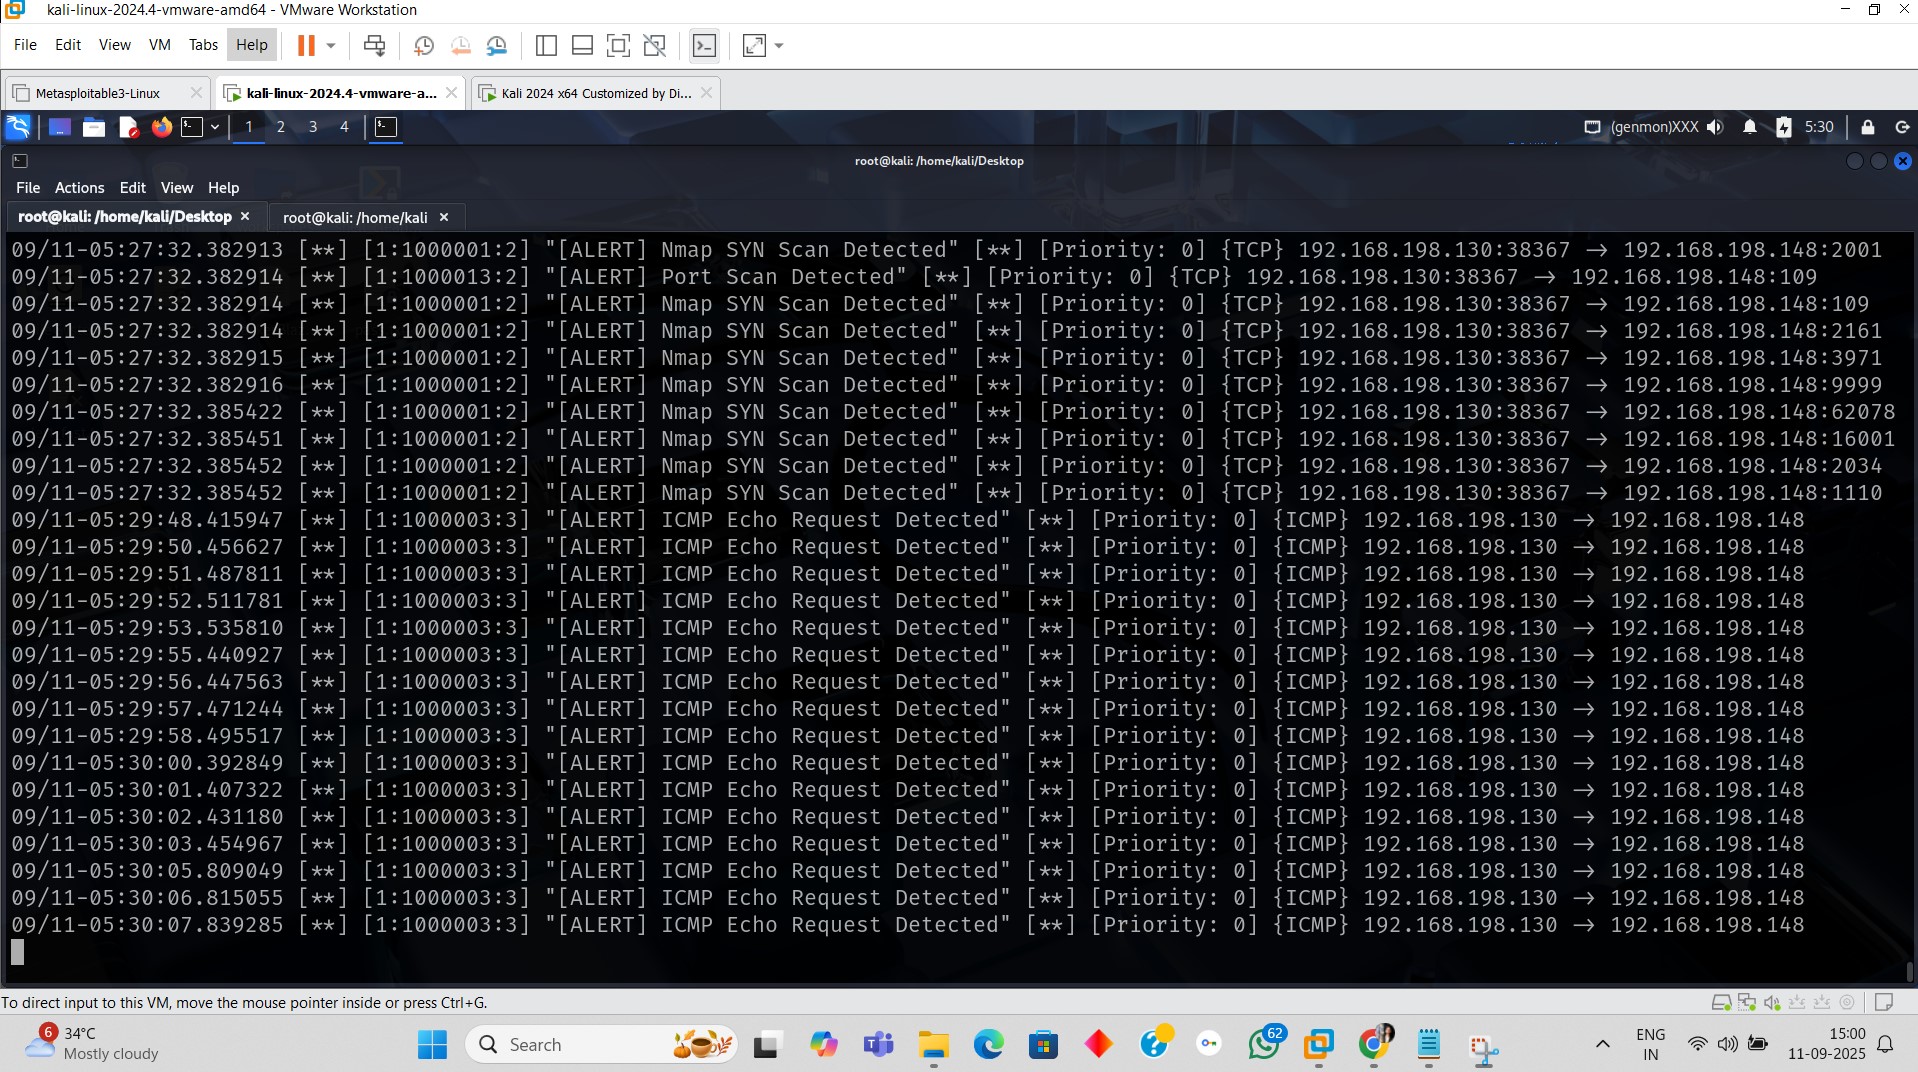 kali-linux-2024.4-vmware-amd64 - VMware Workstation
File Edit View VM Tabs Help
Metasploitable3-Linux kali-linux-2024.4-vmware-a... Kali 2024 x64 Customized by Di...
1 2 3 4 (genmon)XXX 5:30
root@kali: /home/kali/Desktop
File Actions Edit View Help
root@kali: /home/kali/Desktop root@kali: /home/kali
09/11-05:27:32.382913 [**] [1:1000001:2] "[ALERT] Nmap SYN Scan Detected" [**] [Priority: 0] {TCP} 192.168.198.130:38367 → 192.168.198.148:2001
09/11-05:27:32.382914 [**] [1:1000013:2] "[ALERT] Port Scan Detected" [**] [Priority: 0] {TCP} 192.168.198.130:38367 → 192.168.198.148:109
09/11-05:27:32.382914 [**] [1:1000001:2] "[ALERT] Nmap SYN Scan Detected" [**] [Priority: 0] {TCP} 192.168.198.130:38367 → 192.168.198.148:109
09/11-05:27:32.382914 [**] [1:1000001:2] "[ALERT] Nmap SYN Scan Detected" [**] [Priority: 0] {TCP} 192.168.198.130:38367 → 192.168.198.148:2161
09/11-05:27:32.382915 [**] [1:1000001:2] "[ALERT] Nmap SYN Scan Detected" [**] [Priority: 0] {TCP} 192.168.198.130:38367 → 192.168.198.148:3971
09/11-05:27:32.382916 [**] [1:1000001:2] "[ALERT] Nmap SYN Scan Detected" [**] [Priority: 0] {TCP} 192.168.198.130:38367 → 192.168.198.148:9999
09/11-05:27:32.385422 [**] [1:1000001:2] "[ALERT] Nmap SYN Scan Detected" [**] [Priority: 0] {TCP} 192.168.198.130:38367 → 192.168.198.148:62078
09/11-05:27:32.385451 [**] [1:1000001:2] "[ALERT] Nmap SYN Scan Detected" [**] [Priority: 0] {TCP} 192.168.198.130:38367 → 192.168.198.148:16001
09/11-05:27:32.385452 [**] [1:1000001:2] "[ALERT] Nmap SYN Scan Detected" [**] [Priority: 0] {TCP} 192.168.198.130:38367 → 192.168.198.148:2034
09/11-05:27:32.385452 [**] [1:1000001:2] "[ALERT] Nmap SYN Scan Detected" [**] [Priority: 0] {TCP} 192.168.198.130:38367 → 192.168.198.148:1110
09/11-05:29:48.415947 [**] [1:1000003:3] "[ALERT] ICMP Echo Request Detected" [**] [Priority: 0] {ICMP} 192.168.198.130 → 192.168.198.148
09/11-05:29:50.456627 [**] [1:1000003:3] "[ALERT] ICMP Echo Request Detected" [**] [Priority: 0] {ICMP} 192.168.198.130 → 192.168.198.148
09/11-05:29:51.487811 [**] [1:1000003:3] "[ALERT] ICMP Echo Request Detected" [**] [Priority: 0] {ICMP} 192.168.198.130 → 192.168.198.148
09/11-05:29:52.511781 [**] [1:1000003:3] "[ALERT] ICMP Echo Request Detected" [**] [Priority: 0] {ICMP} 192.168.198.130 → 192.168.198.148
09/11-05:29:53.535810 [**] [1:1000003:3] "[ALERT] ICMP Echo Request Detected" [**] [Priority: 0] {ICMP} 192.168.198.130 → 192.168.198.148
09/11-05:29:55.440927 [**] [1:1000003:3] "[ALERT] ICMP Echo Request Detected" [**] [Priority: 0] {ICMP} 192.168.198.130 → 192.168.198.148
09/11-05:29:56.447563 [**] [1:1000003:3] "[ALERT] ICMP Echo Request Detected" [**] [Priority: 0] {ICMP} 192.168.198.130 → 192.168.198.148
09/11-05:29:57.471244 [**] [1:1000003:3] "[ALERT] ICMP Echo Request Detected" [**] [Priority: 0] {ICMP} 192.168.198.130 → 192.168.198.148
09/11-05:29:58.495517 [**] [1:1000003:3] "[ALERT] ICMP Echo Request Detected" [**] [Priority: 0] {ICMP} 192.168.198.130 → 192.168.198.148
09/11-05:30:00.392849 [**] [1:1000003:3] "[ALERT] ICMP Echo Request Detected" [**] [Priority: 0] {ICMP} 192.168.198.130 → 192.168.198.148
09/11-05:30:01.407322 [**] [1:1000003:3] "[ALERT] ICMP Echo Request Detected" [**] [Priority: 0] {ICMP} 192.168.198.130 → 192.168.198.148
09/11-05:30:02.431180 [**] [1:1000003:3] "[ALERT] ICMP Echo Request Detected" [**] [Priority: 0] {ICMP} 192.168.198.130 → 192.168.198.148
09/11-05:30:03.454967 [**] [1:1000003:3] "[ALERT] ICMP Echo Request Detected" [**] [Priority: 0] {ICMP} 192.168.198.130 → 192.168.198.148
09/11-05:30:05.809049 [**] [1:1000003:3] "[ALERT] ICMP Echo Request Detected" [**] [Priority: 0] {ICMP} 192.168.198.130 → 192.168.198.148
09/11-05:30:06.815055 [**] [1:1000003:3] "[ALERT] ICMP Echo Request Detected" [**] [Priority: 0] {ICMP} 192.168.198.130 → 192.168.198.148
09/11-05:30:07.839285 [**] [1:1000003:3] "[ALERT] ICMP Echo Request Detected" [**] [Priority: 0] {ICMP} 192.168.198.130 → 192.168.198.148
To direct input to this VM, move the mouse pointer inside or press Ctrl+G.
6 34°C
Mostly cloudy
Search
62
ENG
IN
15:00
11-09-2025